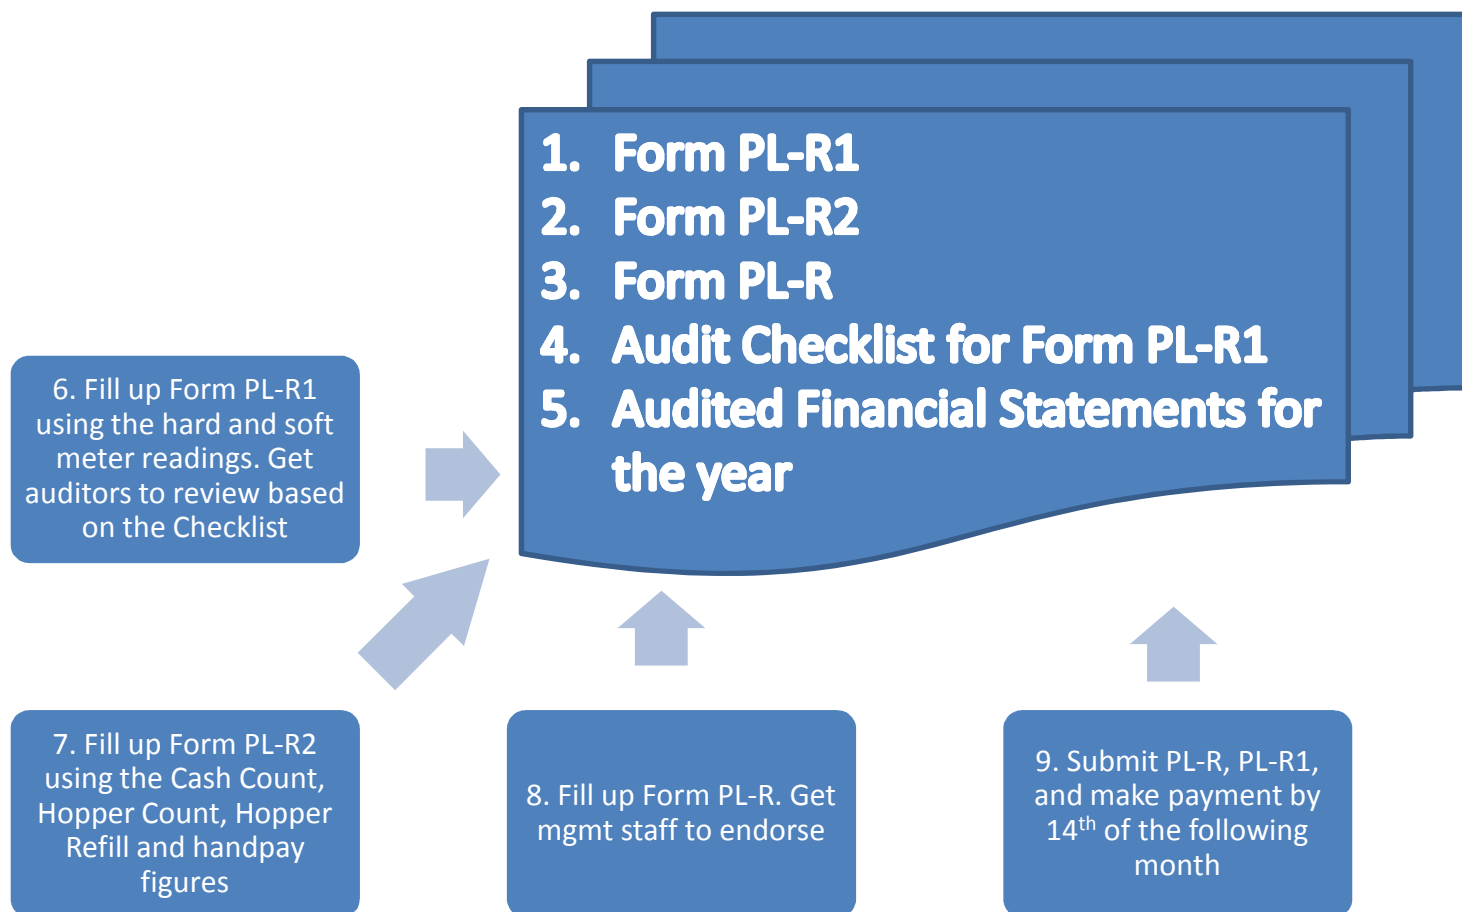 1. Form PL-R1
2. Form PL-R2
3. Form PL-R
4. Audit Checklist for Form PL-R1
5. Audited Financial Statements for
the year
6. Fill up Form PL-R1
using the hard and soft
meter readings. Get
auditors to review based
on the Checklist
7. Fill up Form PL-R2
using the Cash Count,
Hopper Count, Hopper
Refill and handpay
figures
8. Fill up Form PL-R. Get
mgmt staff to endorse
9. Submit PL-R, PL-R1,
and make payment by
14th of the following
month